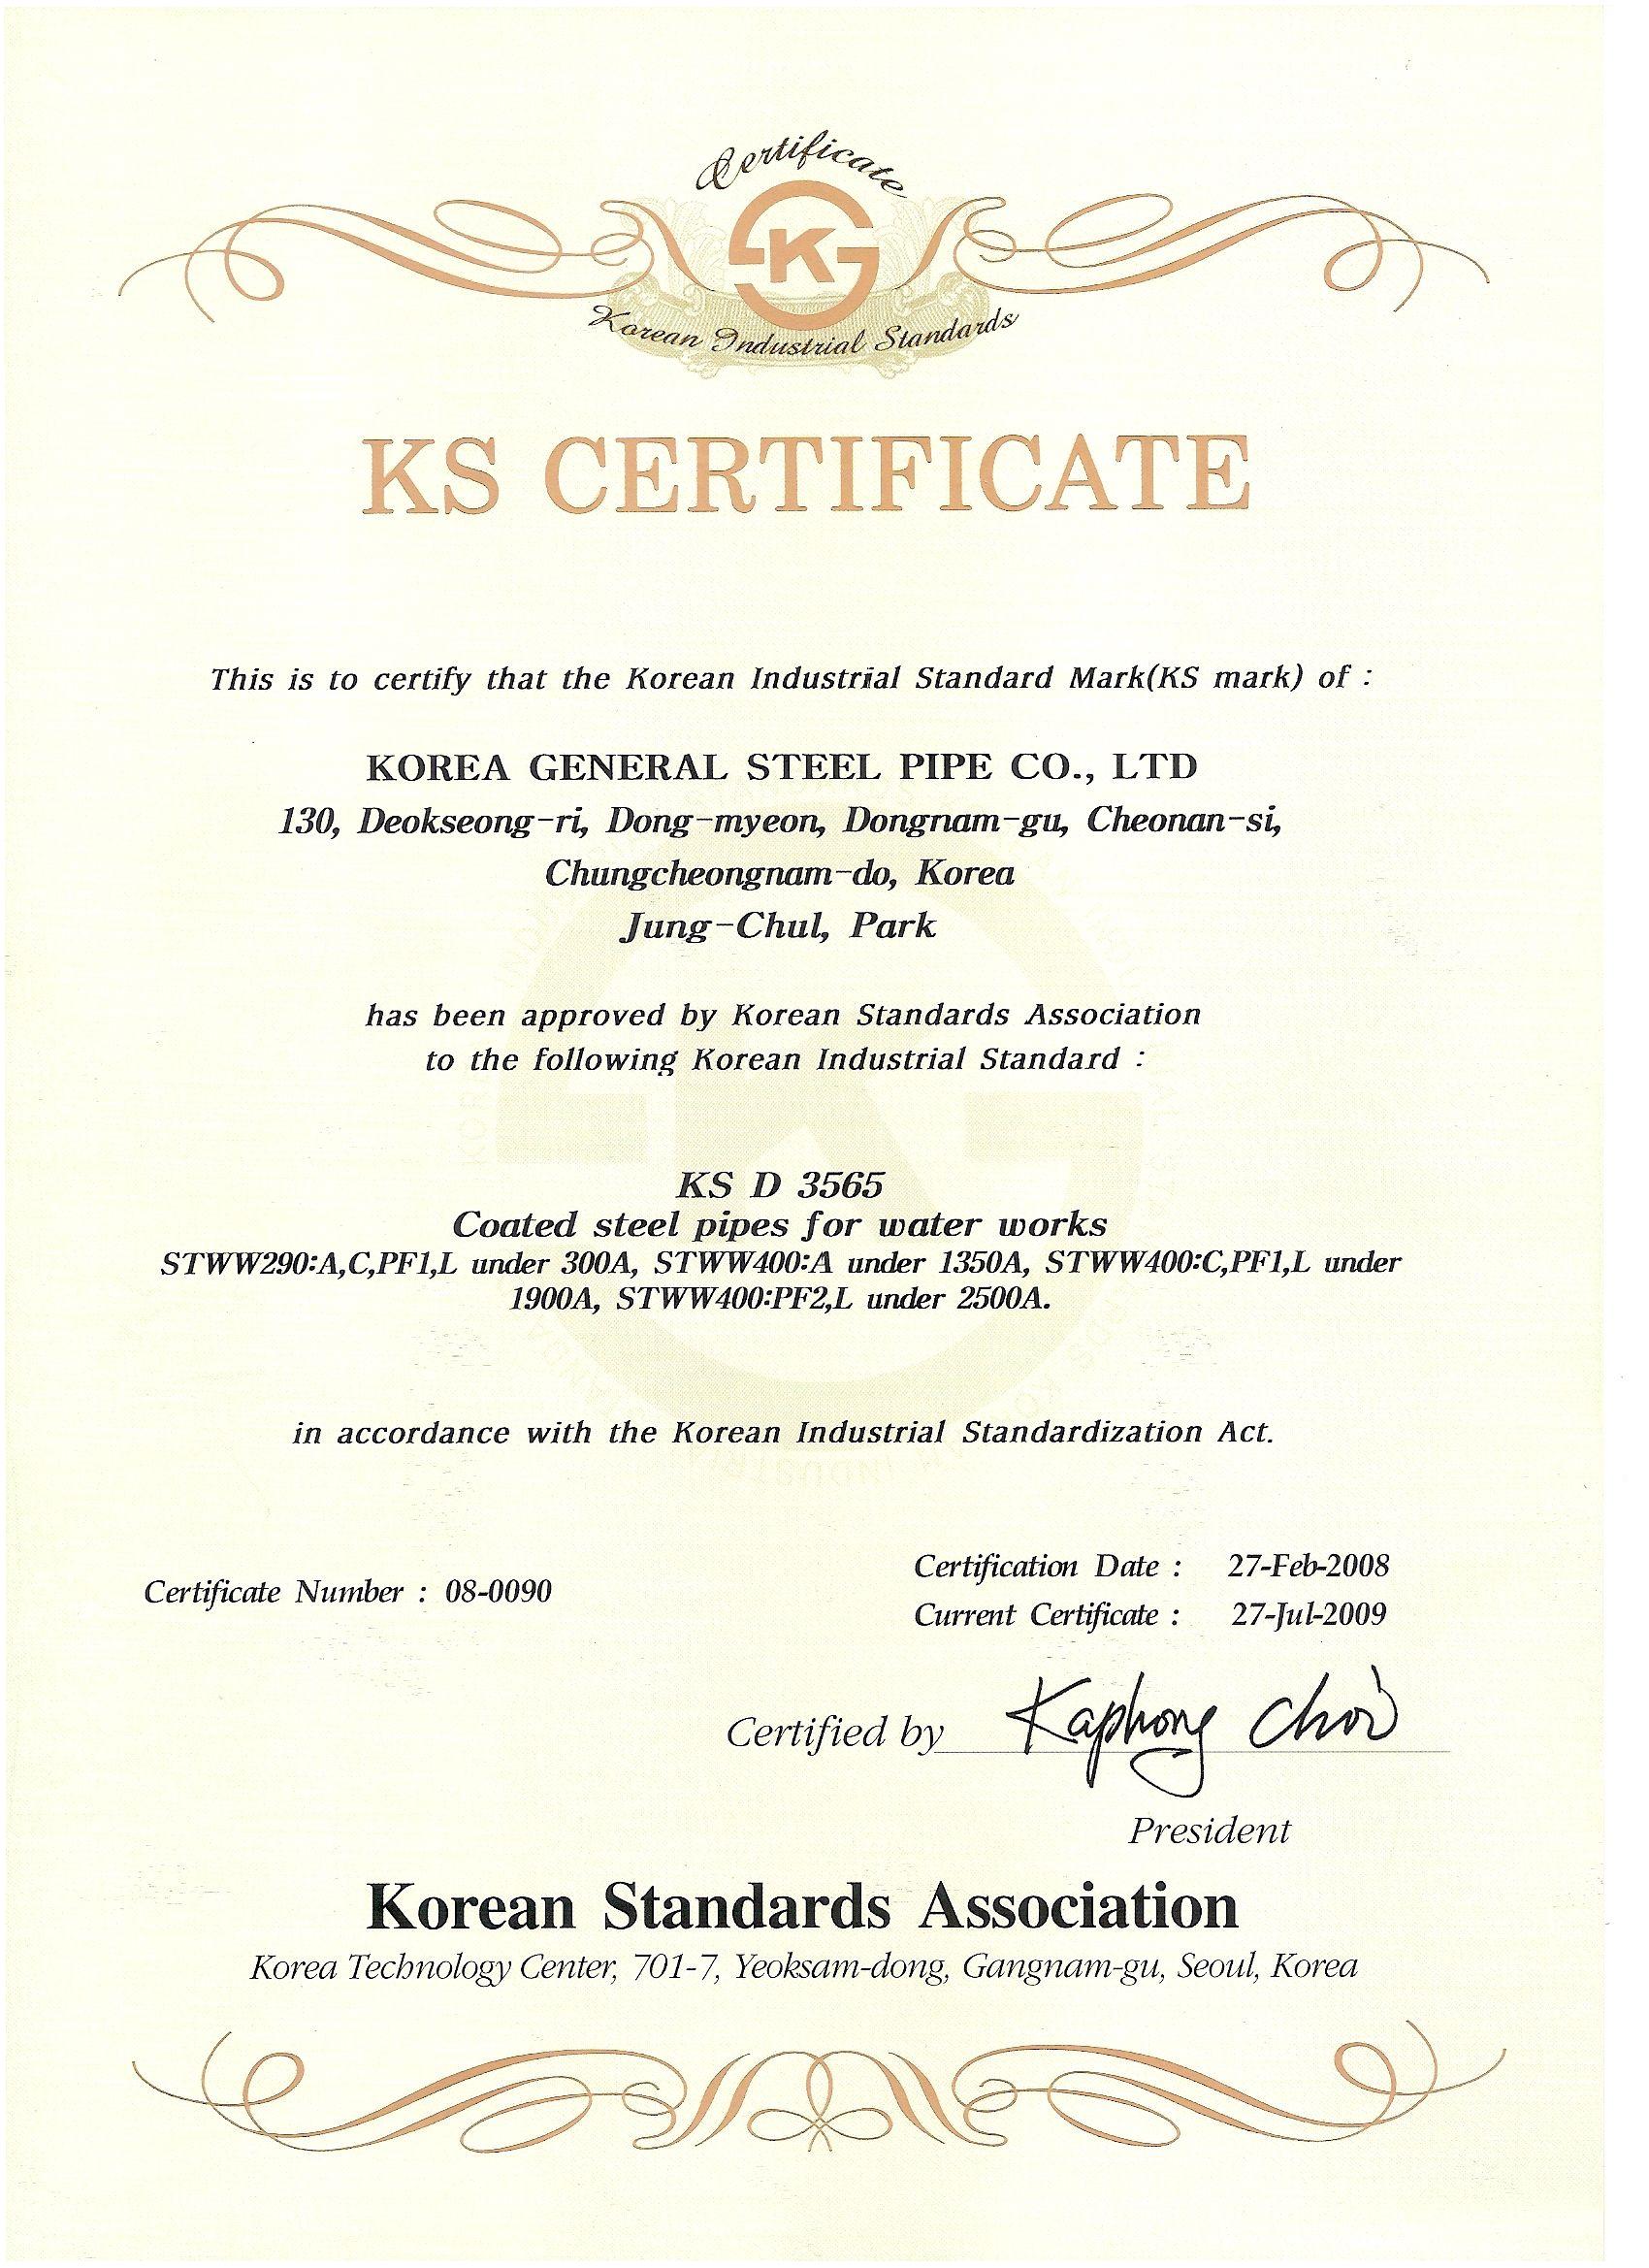 Certificate
K
Korean Industrial Standards
KS CERTIFICATE
This is to certify that the Korean Industrial Standard Mark(KS mark) of :
KOREA GENERAL STEEL PIPE CO., LTD
130, Deokseong-ri, Dong-myeon, Dongnam-gu, Cheonan-si,
Chungcheongnam-do, Korea
Jung-Chul, Park
has been approved by Korean Standards Association
to the following Korean Industrial Standard :
KS D 3565
Coated steel pipes for water works
STWW290:A,C,PF1,L under 300A, STWW400:A under 1350A, STWW400:C,PF1,L under
1900A, STWW400:PF2,L under 2500A.
in accordance with the Korean Industrial Standardization Act.
Certificate Number : 08-0090
Certification Date : 27-Feb-2008
Current Certificate : 27-Jul-2009
Certified by Kaphong Choi
President
Korean Standards Association
Korea Technology Center, 701-7, Yeoksam-dong, Gangnam-gu, Seoul, Korea